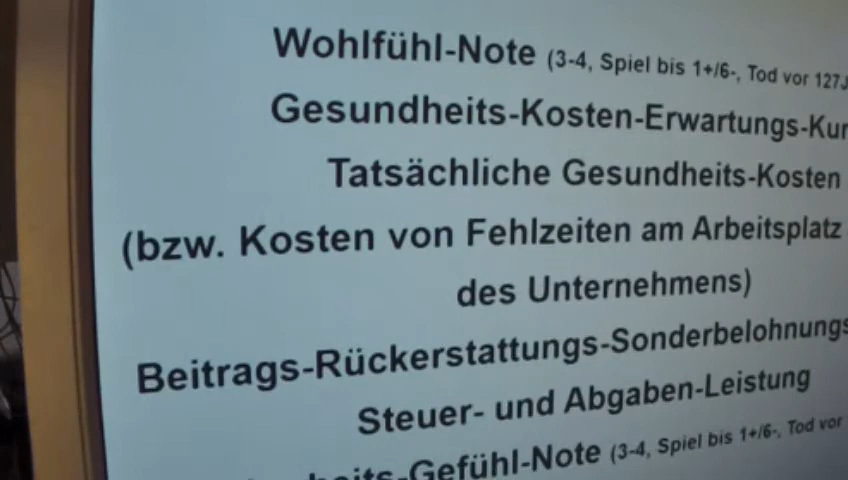 Wohlfühl-Note (3-4, Spiel bis 1+/6-, Tod vor 127J
Gesundheits-Kosten-Erwartungs-Kur
Tatsächliche Gesundheits-Kosten
(bzw. Kosten von Fehlzeiten am Arbeitsplatz
des Unternehmens)
Beitrags-Rückerstattungs-Sonderbelohnungs
Steuer- und Abgaben-Leistung
heits-Gefühl-Note (3-4, Spiel bis 1+/6-, Tod vor